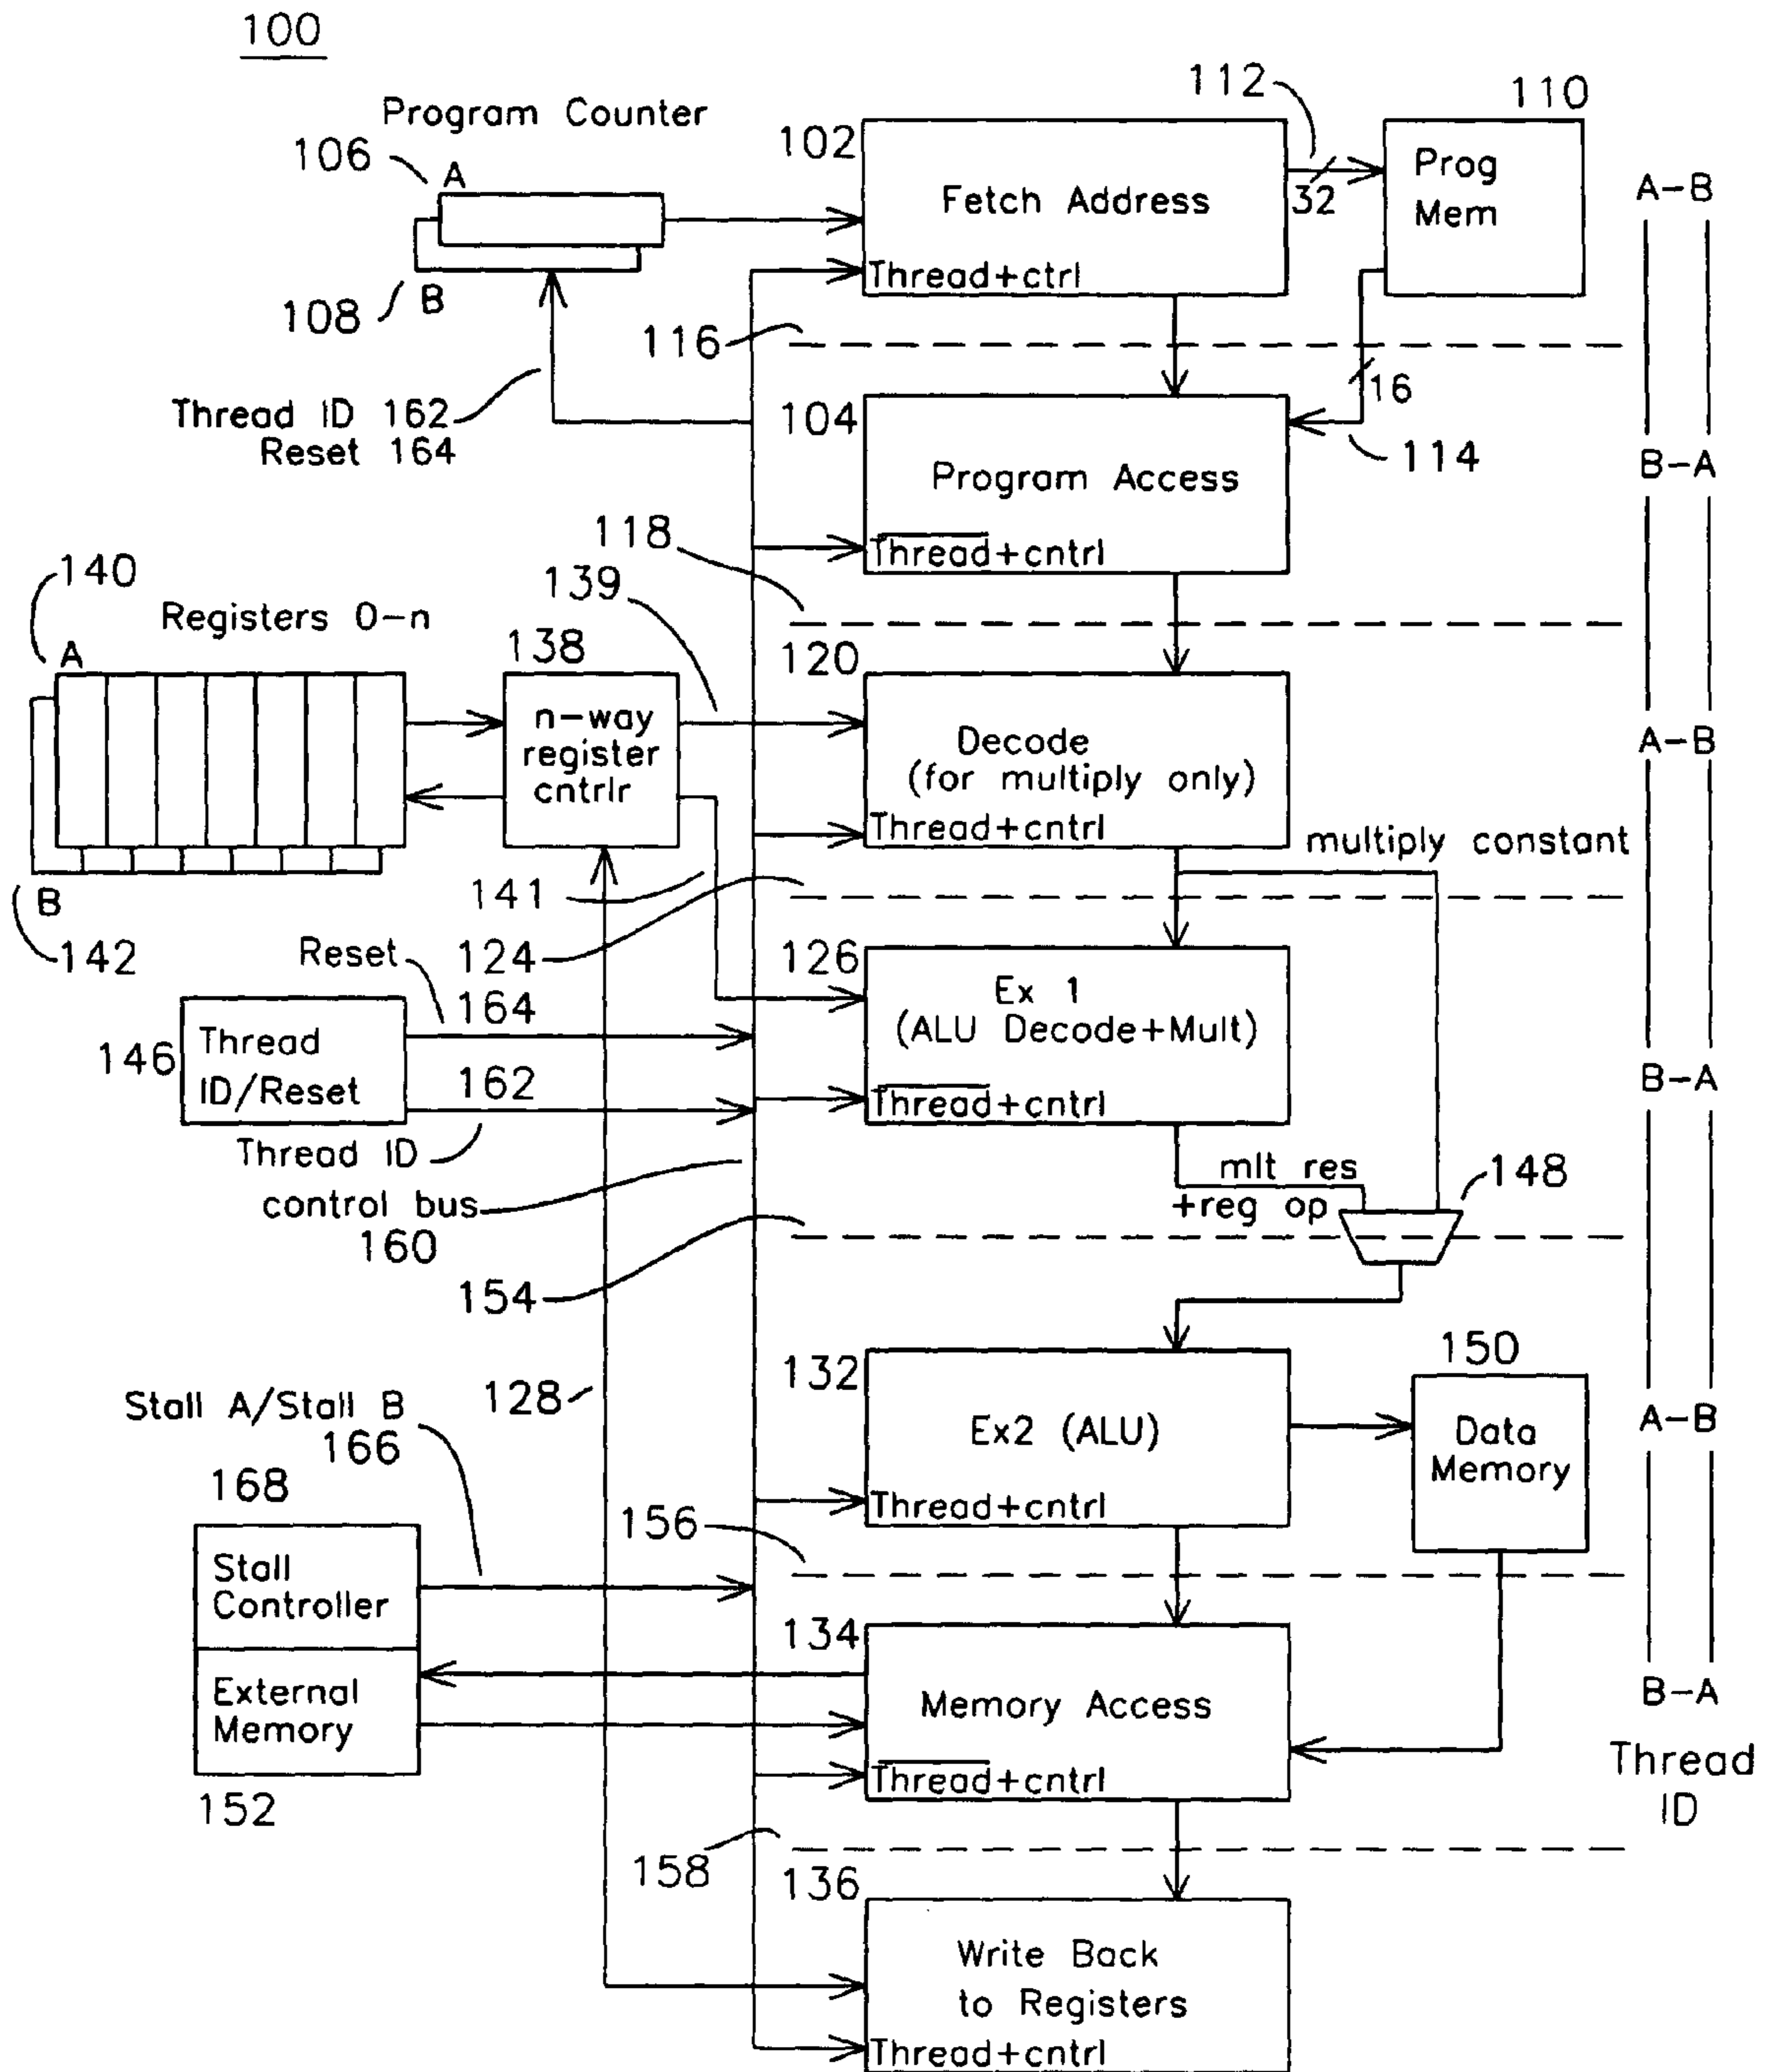 100
Program Counter
106
A
108
B
Thread ID 162
Reset 164
102
Fetch Address
Thread+ctrl
112
32
110
Prog
Mem
A-B
116
16
114
104
Program Access
Thread+cntrl
B-A
118
139
140
Registers 0-n
A
B
142
138
n-way
register
cntrlr
120
Decode
(for multiply only)
Thread+cntrl
A-B
multiply constant
141
124
Reset
164
146
Thread
ID/Reset
162
Thread ID
control bus
160
126
Ex 1
(ALU Decode+Mult)
Thread+cntrl
B-A
mlt res
+reg op
148
154
128
132
Ex2 (ALU)
Thread+cntrl
150
Data
Memory
A-B
Stall A/Stall B
166
168
Stall
Controller
External
Memory
152
156
134
Memory Access
Thread+cntrl
B-A
Thread
ID
158
136
Write Back
to Registers
Thread+cntrl